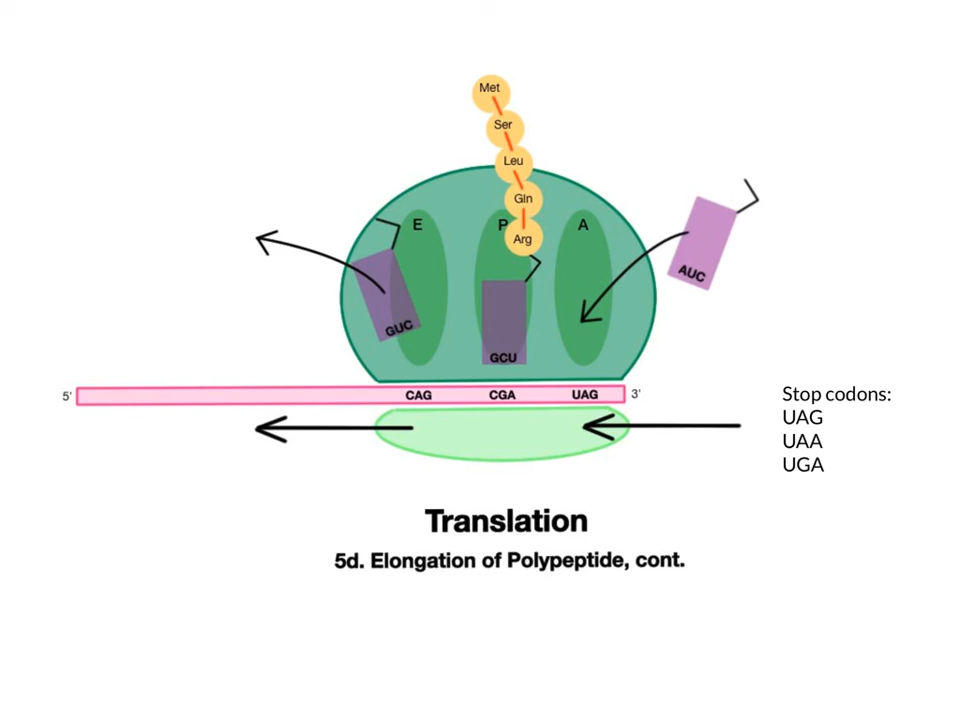 Met
Ser
Leu
Gln
Arg
E
P
A
AUC
GUC
GCU
5' CAG CGA UAG 3'
Stop codons:
UAG
UAA
UGA
Translation
5d. Elongation of Polypeptide, cont.